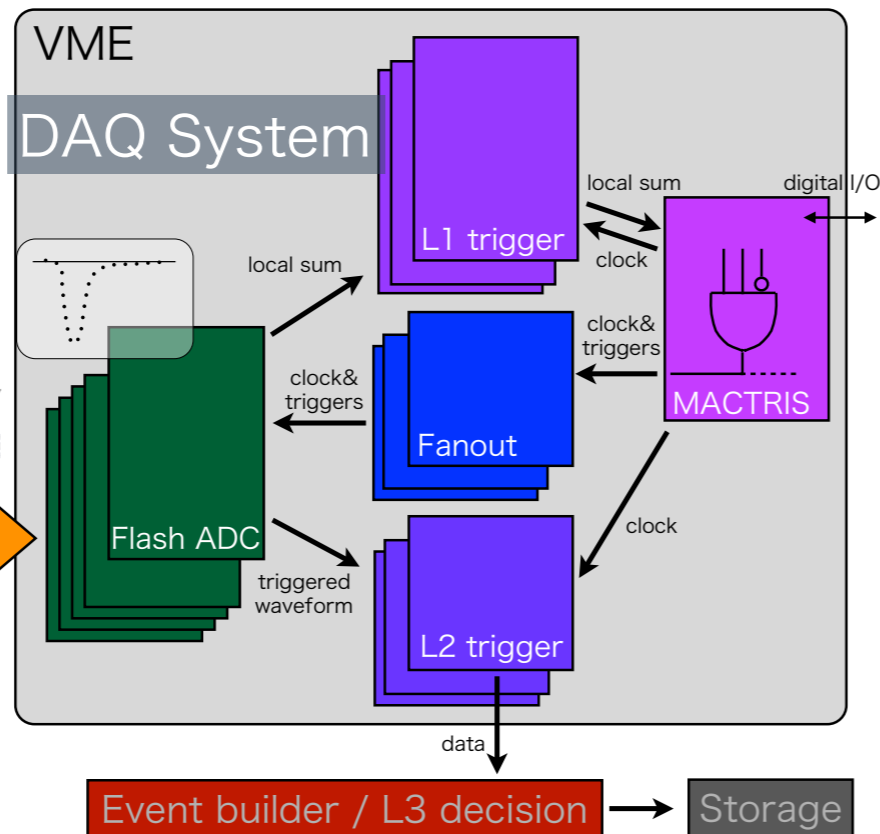 VME
DAQ System
L1 trigger
local sum
digital I/O
clock
local sum
clock&
triggers
MACTRIS
clock&
triggers
Fanout
Flash ADC
clock
triggered
waveform
L2 trigger
data
Event builder / L3 decision
Storage